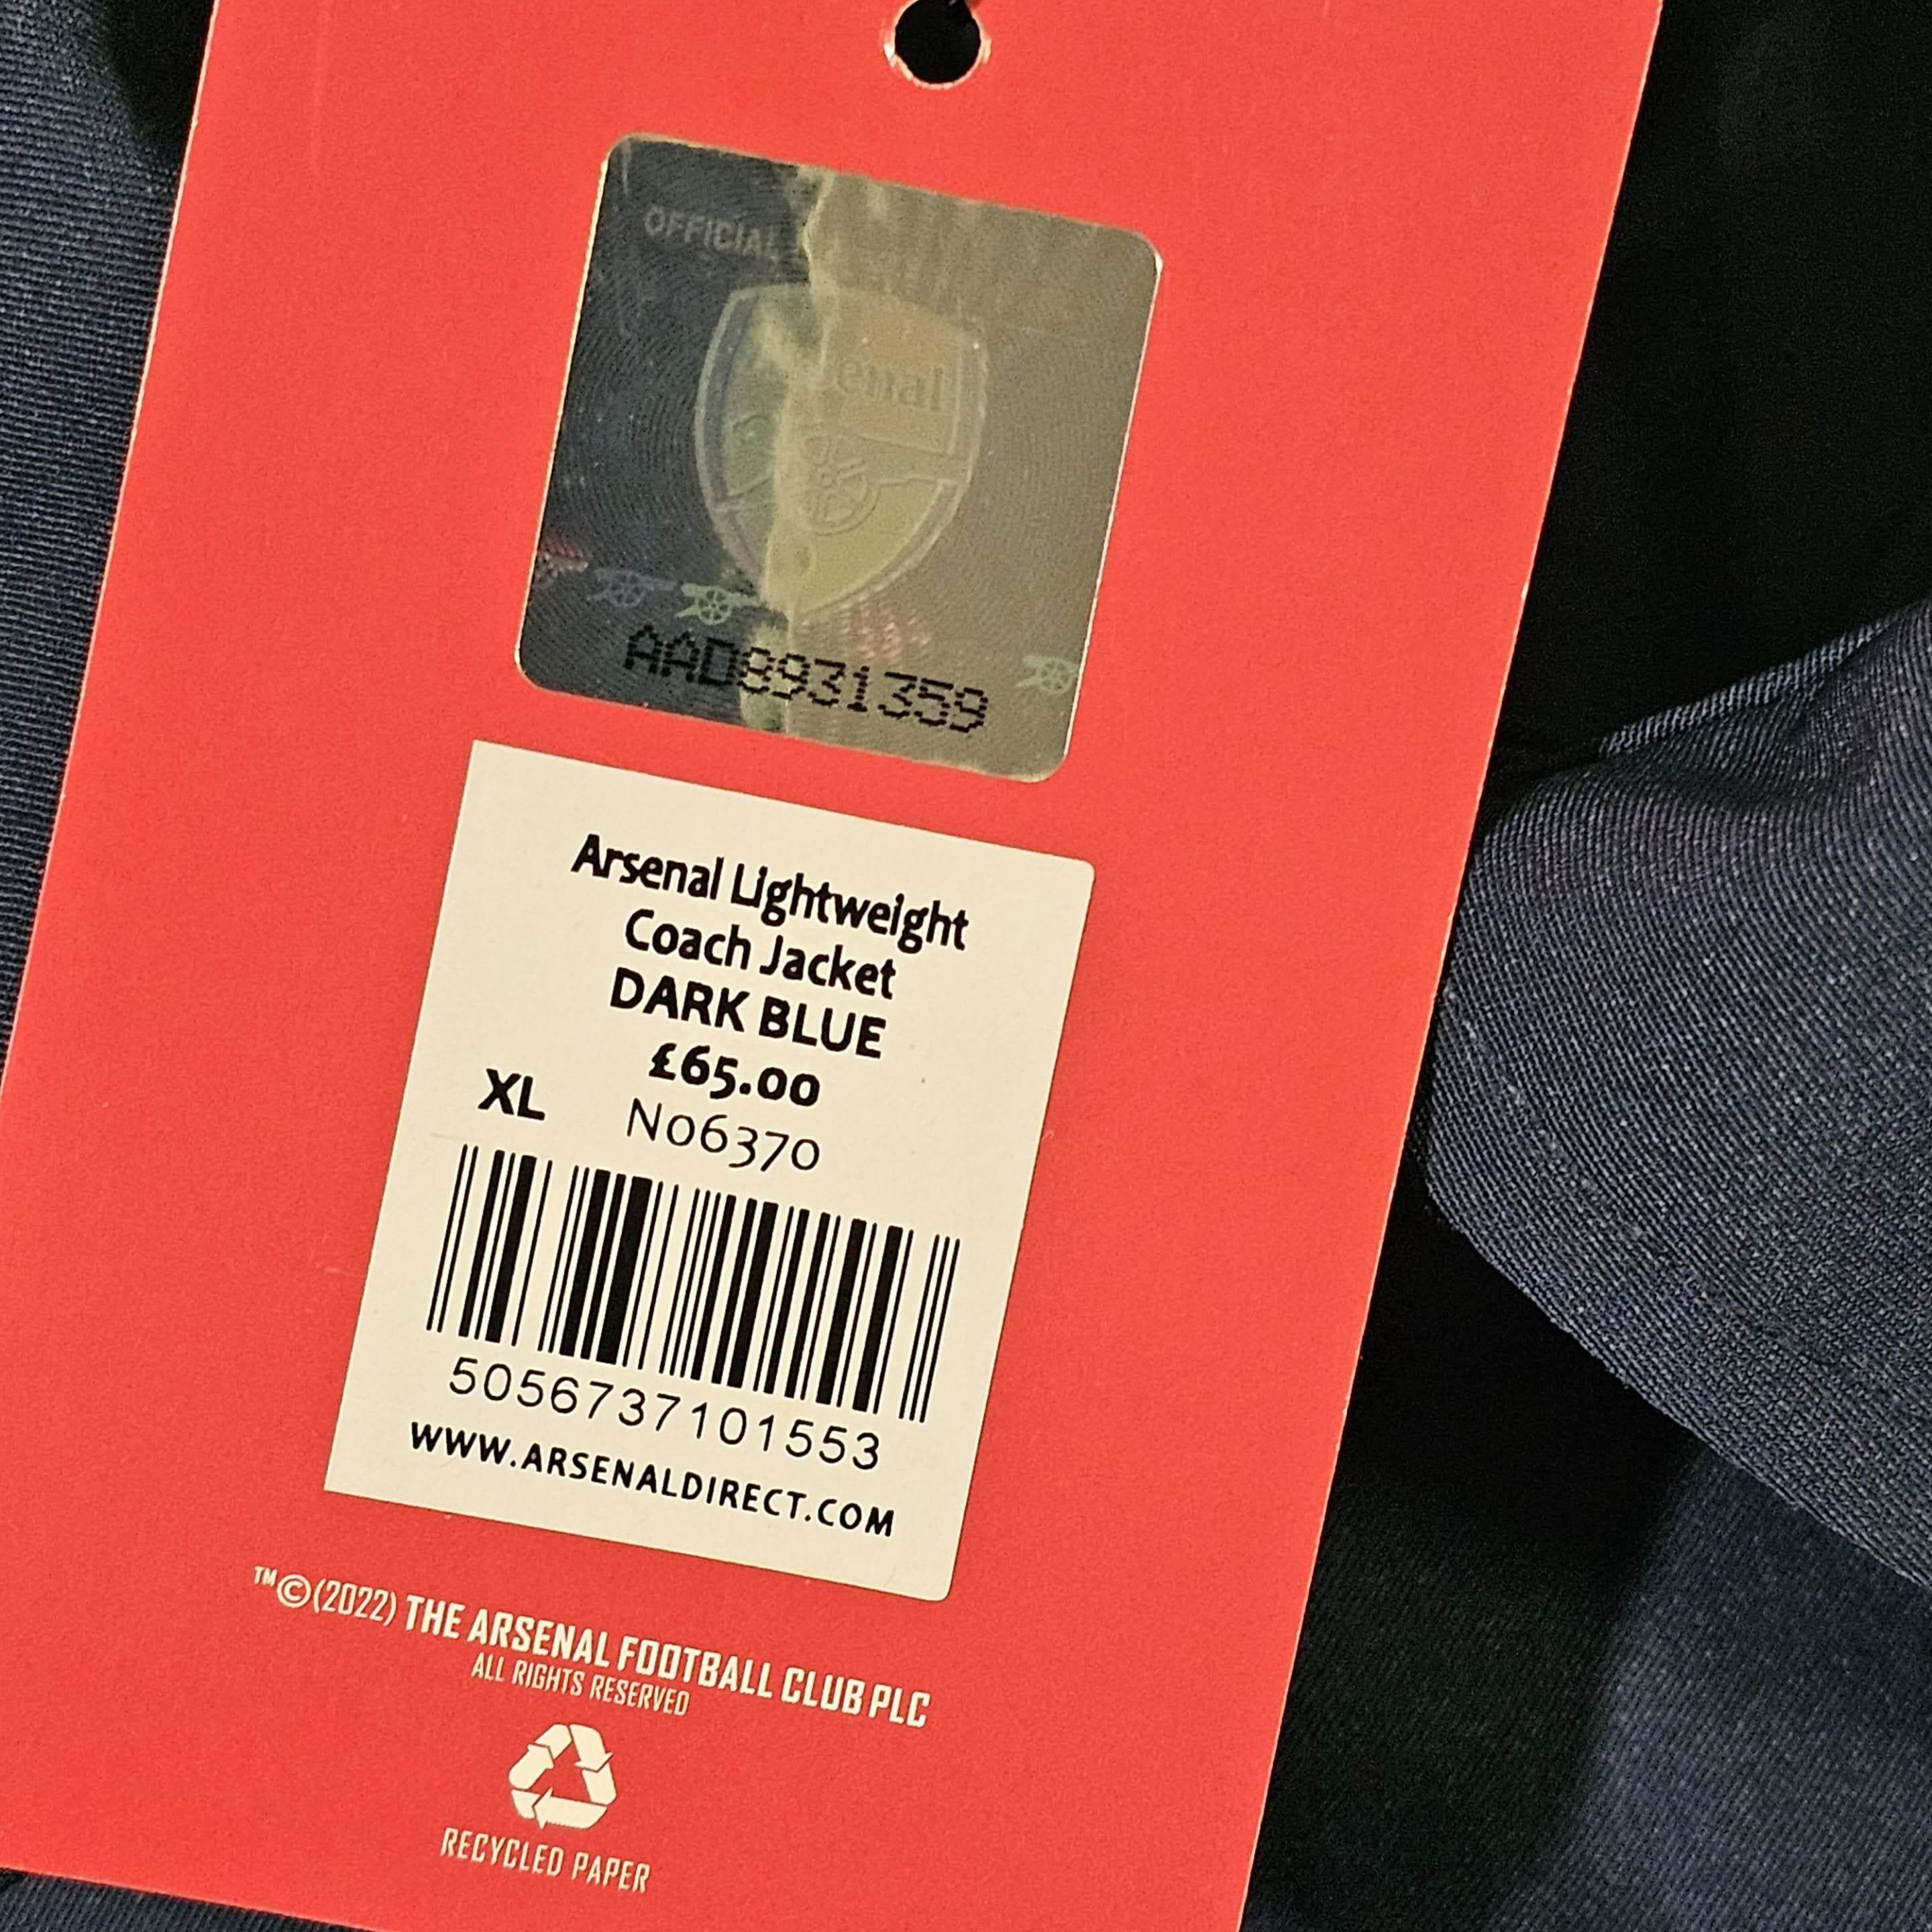 OFFICIAL
enal
AAD8931359
Arsenal Lightweight
Coach Jacket
DARK BLUE
£65.00
XL N06370
5056737101553
WWW.ARSENALDIRECT.COM
™©(2022) THE ARSENAL FOOTBALL CLUB PLC
ALL RIGHTS RESERVED
RECYCLED PAPER